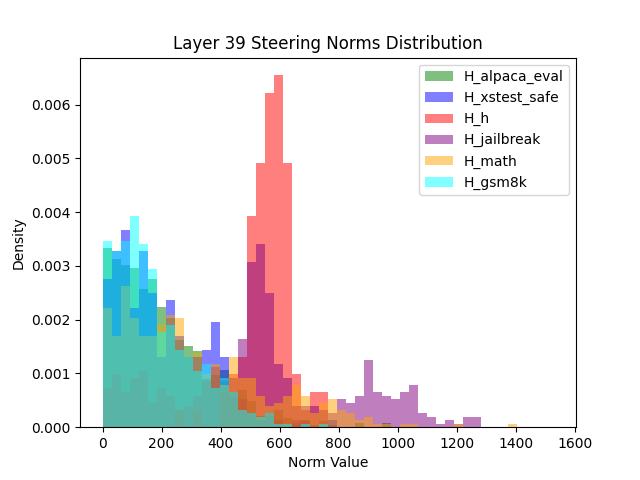 Layer 39 Steering Norms Distribution
H_alpaca_eval
H_xstest_safe
H_h
H_jailbreak
H_math
H_gsm8k
Density
0.006
0.005
0.004
0.003
0.002
0.001
0.000
0
200
400
600
800
1000
1200
1400
1600
Norm Value